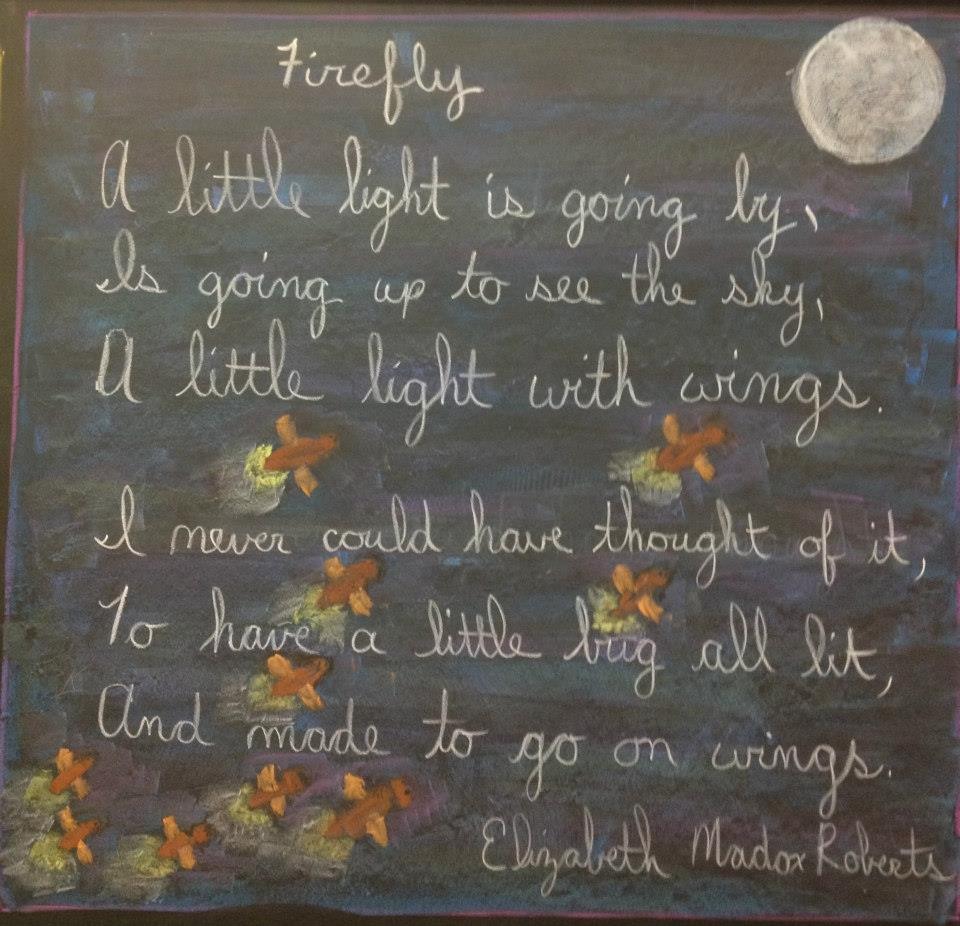 Firefly
A little light is going by,
Is going up to see the sky,
A little light with wings.
I never could have thought of it,
To have a little bug all lit,
And made to go on wings.
Elizabeth Madox Roberts